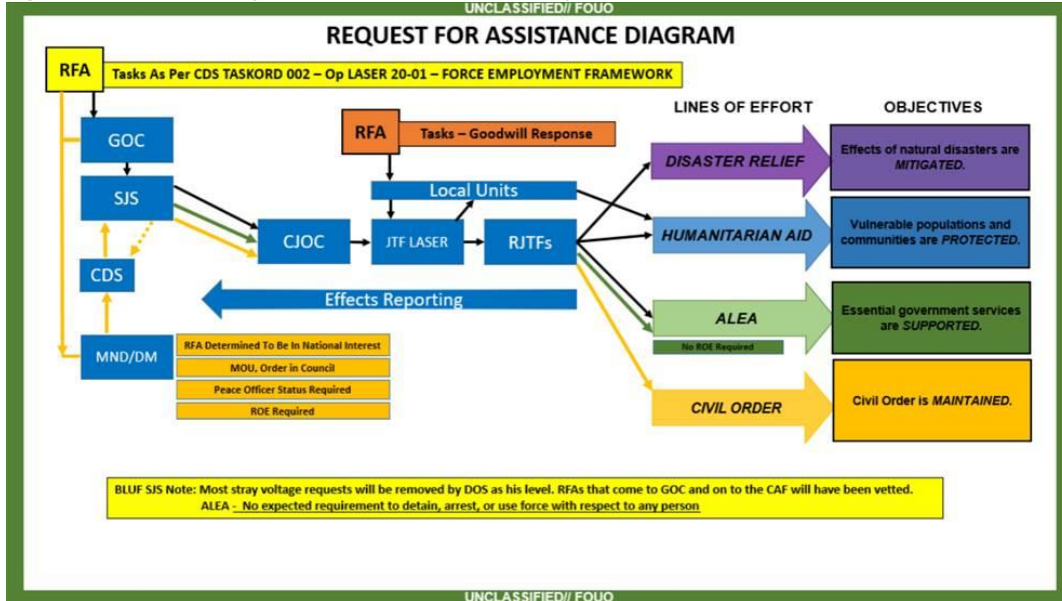 UNCLASSIFIED// FOUO
REQUEST FOR ASSISTANCE DIAGRAM
RFA
Tasks As Per CDS TASKORD 002 – Op LASER 20-01 – FORCE EMPLOYMENT FRAMEWORK
LINES OF EFFORT
OBJECTIVES
RFA
Tasks – Goodwill Response
GOC
SJS
CDS
MND/DM
CJOC
Local Units
JTF LASER
RJTFs
Effects Reporting
RFA Determined To Be In National Interest
MOU, Order in Council
Peace Officer Status Required
ROE Required
DISASTER RELIEF
Effects of natural disasters are
MITIGATED.
HUMANITARIAN AID
Vulnerable populations and
communities are PROTECTED.
ALEA
No ROE Required
Essential government services
are SUPPORTED.
CIVIL ORDER
Civil Order is MAINTAINED.
BLUF SJS Note: Most stray voltage requests will be removed by DOS as his level. RFAs that come to GOC and on to the CAF will have been vetted.
ALEA - No expected requirement to detain, arrest, or use force with respect to any person
UNCLASSIFIED// FOUO